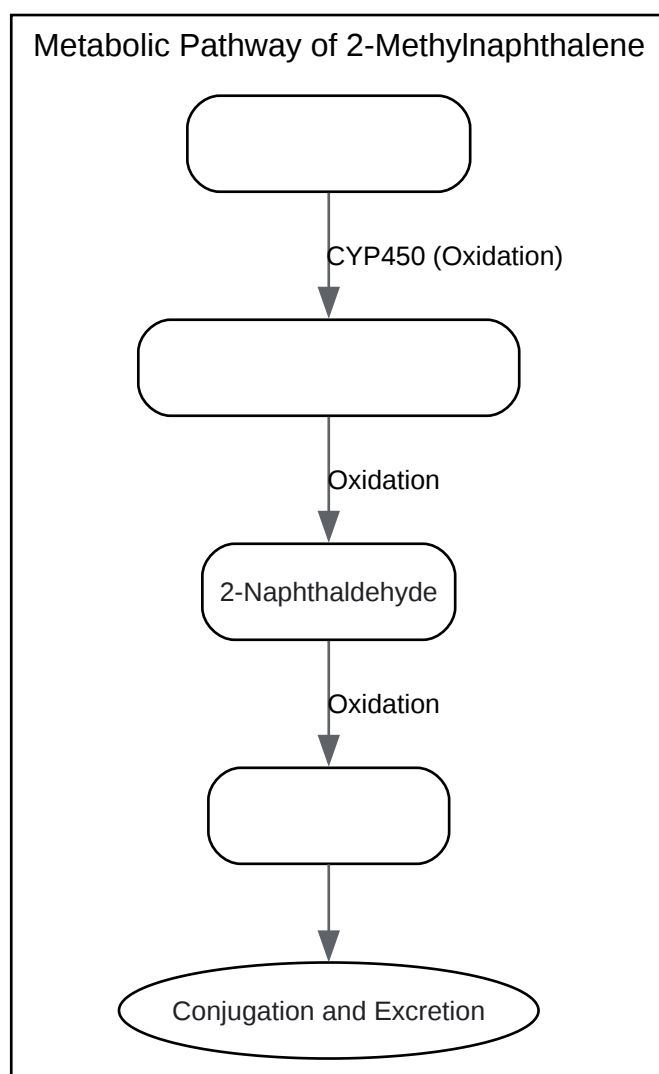 Metabolic Pathway of 2-Methylnaphthalene
CYP450 (Oxidation)
Oxidation
2-Naphthaldehyde
Oxidation
Conjugation and Excretion